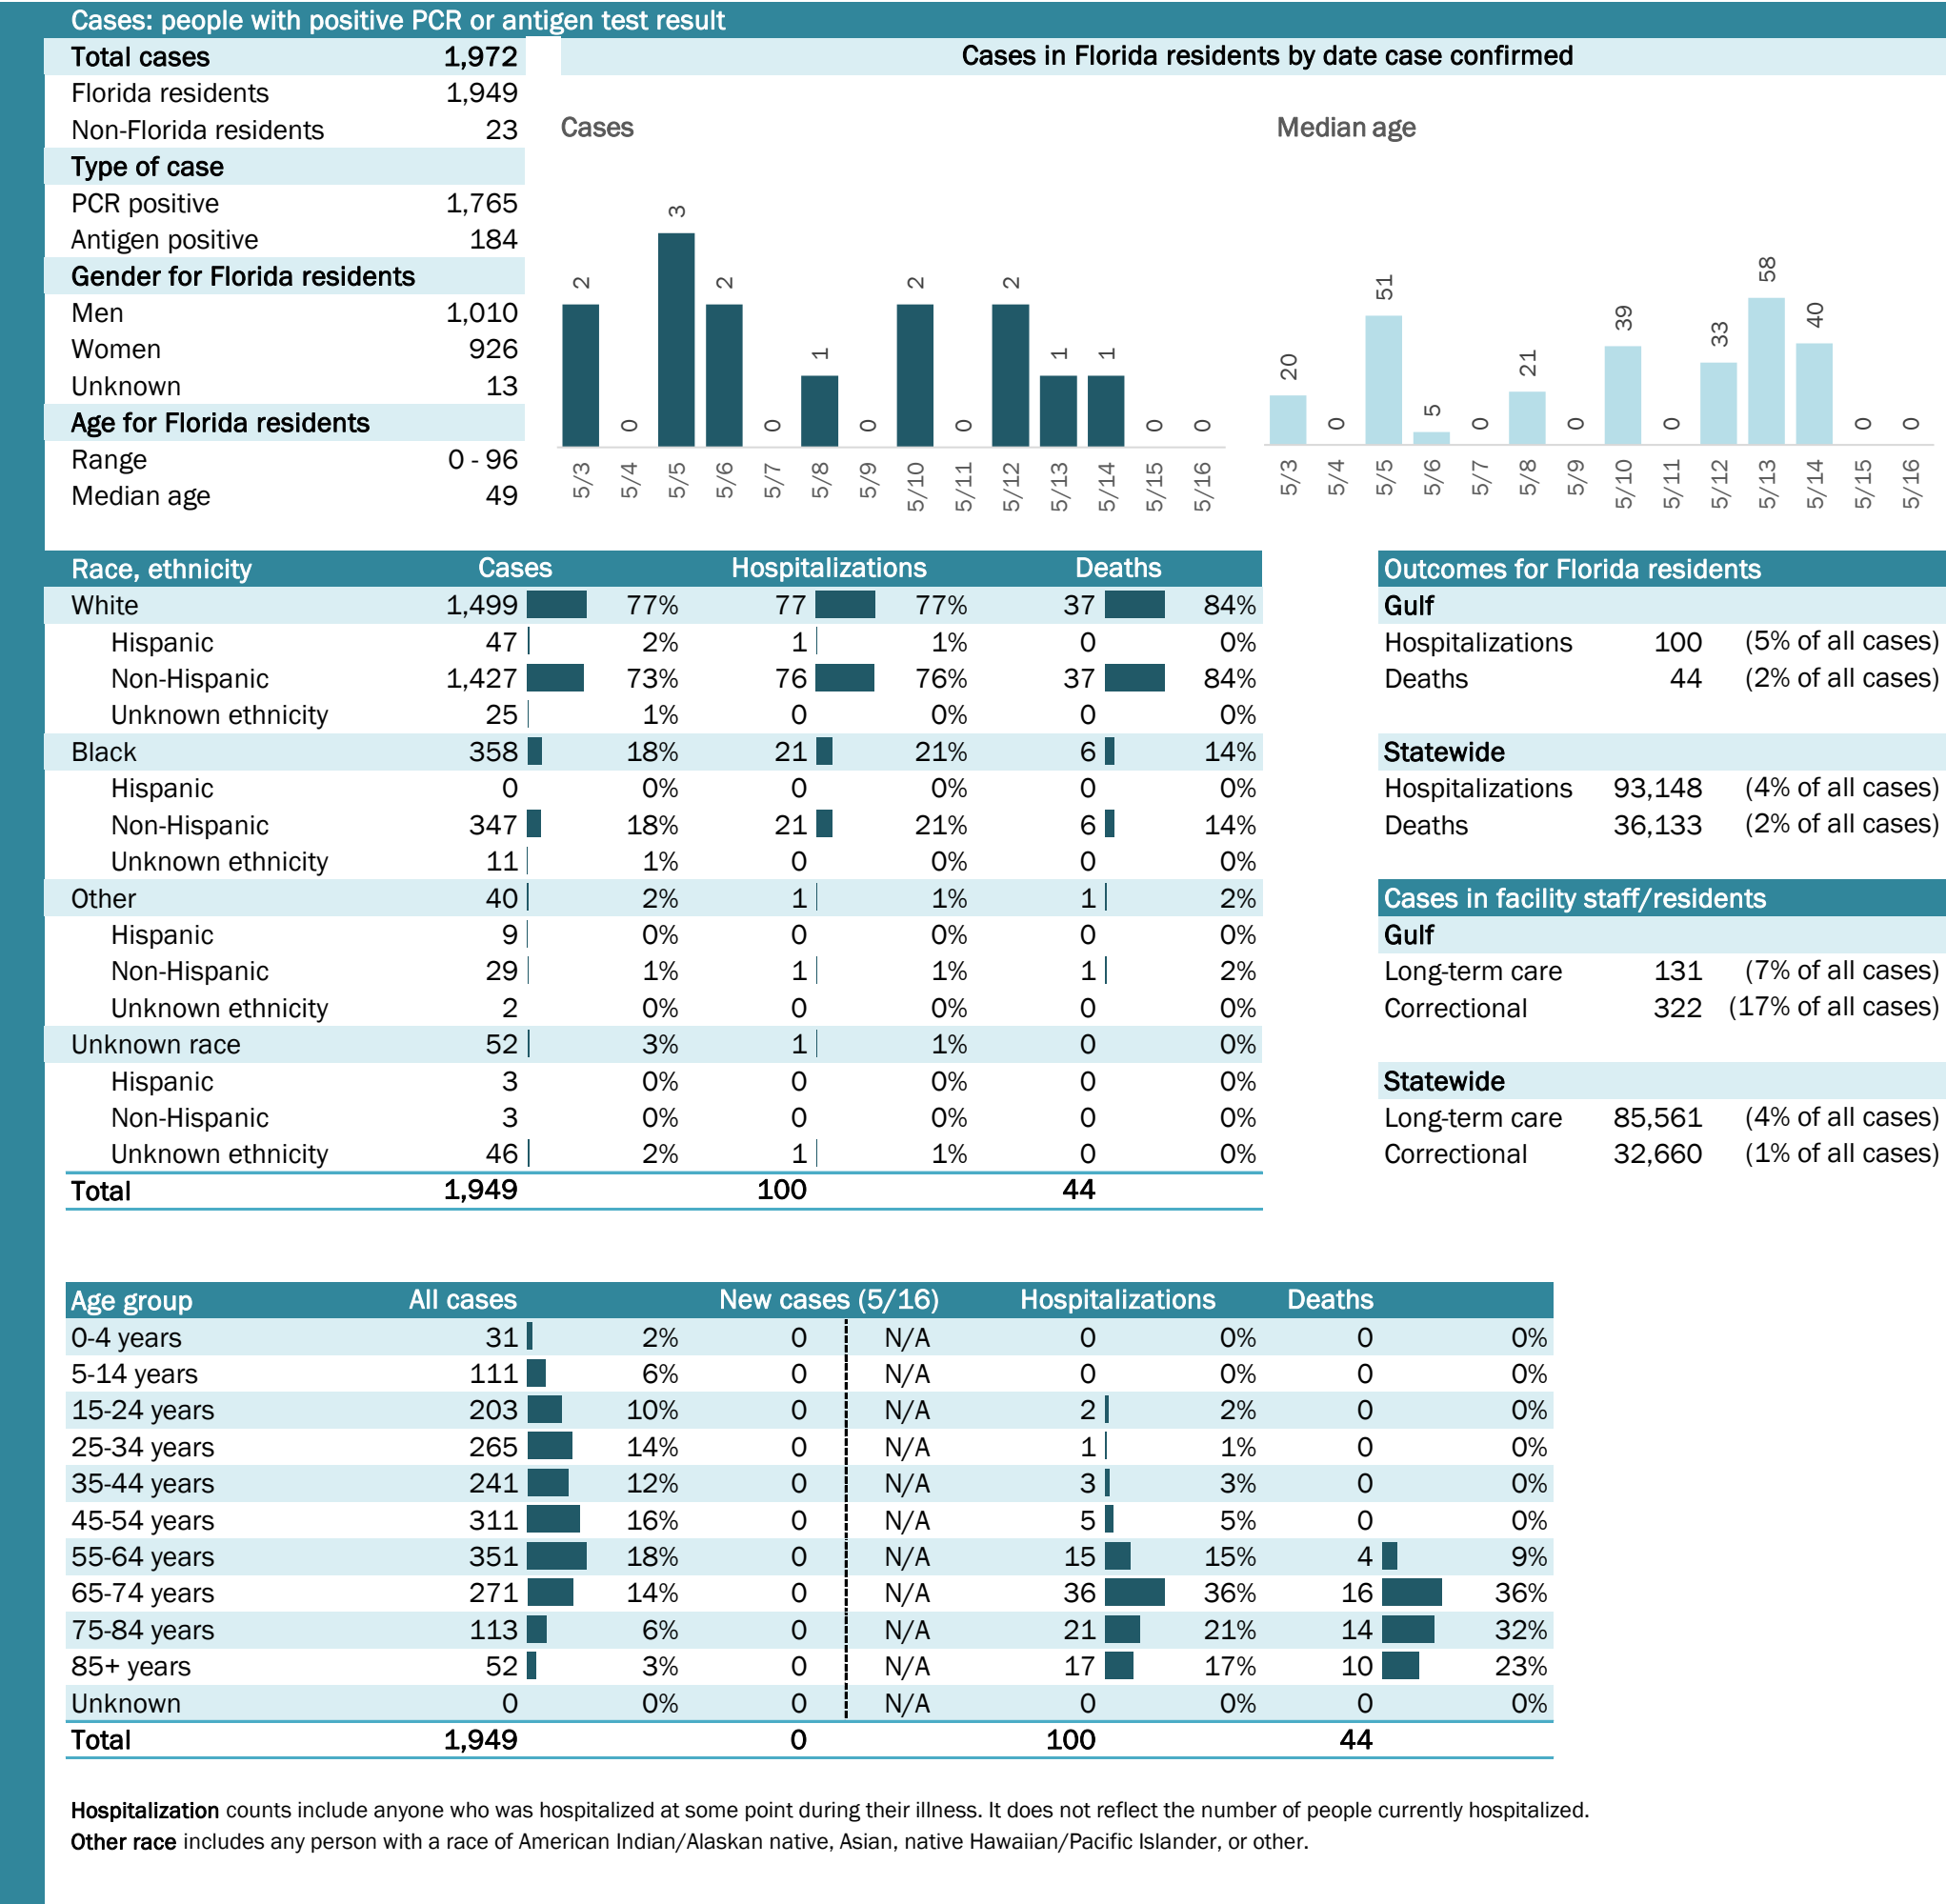 Cases: people with positive PCR or antigen test result
Total cases 1,972
Florida residents 1,949
Non-Florida residents 23
Type of case
PCR positive 1,765
Antigen positive 184
Gender for Florida residents
Men 1,010
Women 926
Unknown 13
Age for Florida residents
Range 0 - 96
Median age 49
Cases in Florida residents by date case confirmed
Cases
2 0 3 2 0 1 0 2 0 2 1 1 0 0
5/3 5/4 5/5 5/6 5/7 5/8 5/9 5/10 5/11 5/12 5/13 5/14 5/15 5/16
Median age
20 0 51 5 0 21 0 39 0 33 58 40 0 0
5/3 5/4 5/5 5/6 5/7 5/8 5/9 5/10 5/11 5/12 5/13 5/14 5/15 5/16
Race, ethnicity Cases Hospitalizations Deaths
White 1,499 77% 77 77% 37 84%
Hispanic 47 2% 1 1% 0 0%
Non-Hispanic 1,427 73% 76 76% 37 84%
Unknown ethnicity 25 1% 0 0% 0 0%
Black 358 18% 21 21% 6 14%
Hispanic 0 0% 0 0% 0 0%
Non-Hispanic 347 18% 21 21% 6 14%
Unknown ethnicity 11 1% 0 0% 0 0%
Other 40 2% 1 1% 1 2%
Hispanic 9 0% 0 0% 0 0%
Non-Hispanic 29 1% 1 1% 1 2%
Unknown ethnicity 2 0% 0 0% 0 0%
Unknown race 52 3% 1 1% 0 0%
Hispanic 3 0% 0 0% 0 0%
Non-Hispanic 3 0% 0 0% 0 0%
Unknown ethnicity 46 2% 1 1% 0 0%
Total 1,949 100 44
Outcomes for Florida residents
Gulf
Hospitalizations 100 (5% of all cases)
Deaths 44 (2% of all cases)
Statewide
Hospitalizations 93,148 (4% of all cases)
Deaths 36,133 (2% of all cases)
Cases in facility staff/residents
Gulf
Long-term care 131 (7% of all cases)
Correctional 322 (17% of all cases)
Statewide
Long-term care 85,561 (4% of all cases)
Correctional 32,660 (1% of all cases)
Age group All cases New cases (5/16) Hospitalizations Deaths
0-4 years 31 2% 0 N/A 0 0% 0 0%
5-14 years 111 6% 0 N/A 0 0% 0 0%
15-24 years 203 10% 0 N/A 2 2% 0 0%
25-34 years 265 14% 0 N/A 1 1% 0 0%
35-44 years 241 12% 0 N/A 3 3% 0 0%
45-54 years 311 16% 0 N/A 5 5% 0 0%
55-64 years 351 18% 0 N/A 15 15% 4 9%
65-74 years 271 14% 0 N/A 36 36% 16 36%
75-84 years 113 6% 0 N/A 21 21% 14 32%
85+ years 52 3% 0 N/A 17 17% 10 23%
Unknown 0 0% 0 N/A 0 0% 0 0%
Total 1,949 0 100 44
Hospitalization counts include anyone who was hospitalized at some point during their illness. It does not reflect the number of people currently hospitalized.
Other race includes any person with a race of American Indian/Alaskan native, Asian, native Hawaiian/Pacific Islander, or other.